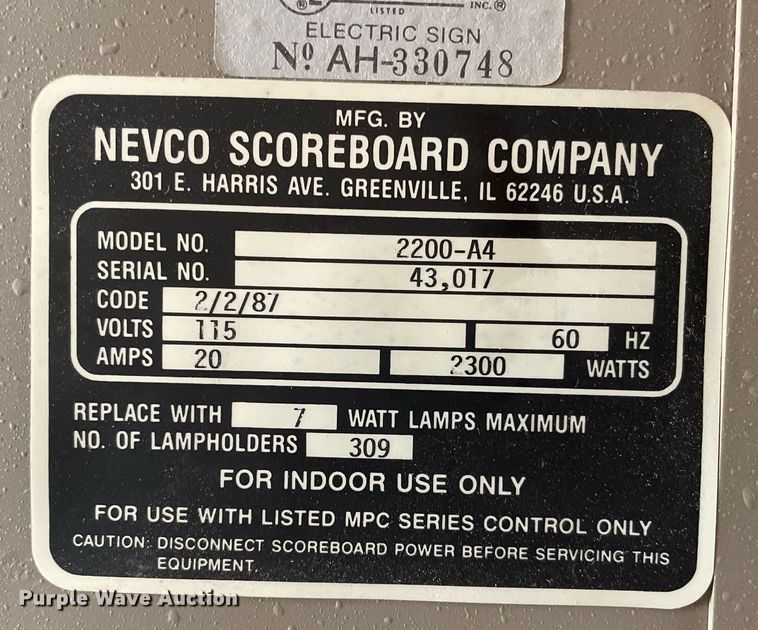 LISTED
INC.®
ELECTRIC SIGN
Nº AH-330748
MFG. BY
NEVCO SCOREBOARD COMPANY
301 E. HARRIS AVE. GREENVILLE, IL 62246 U.S.A.
MODEL NO. 2200-A4
SERIAL NO. 43,017
CODE 2/2/87
VOLTS 115 60 HZ
AMPS 20 2300 WATTS
REPLACE WITH 7 WATT LAMPS MAXIMUM
NO. OF LAMPHOLDERS 309
FOR INDOOR USE ONLY
FOR USE WITH LISTED MPC SERIES CONTROL ONLY
CAUTION: DISCONNECT SCOREBOARD POWER BEFORE SERVICING THIS
EQUIPMENT.
Purple Wave Auction